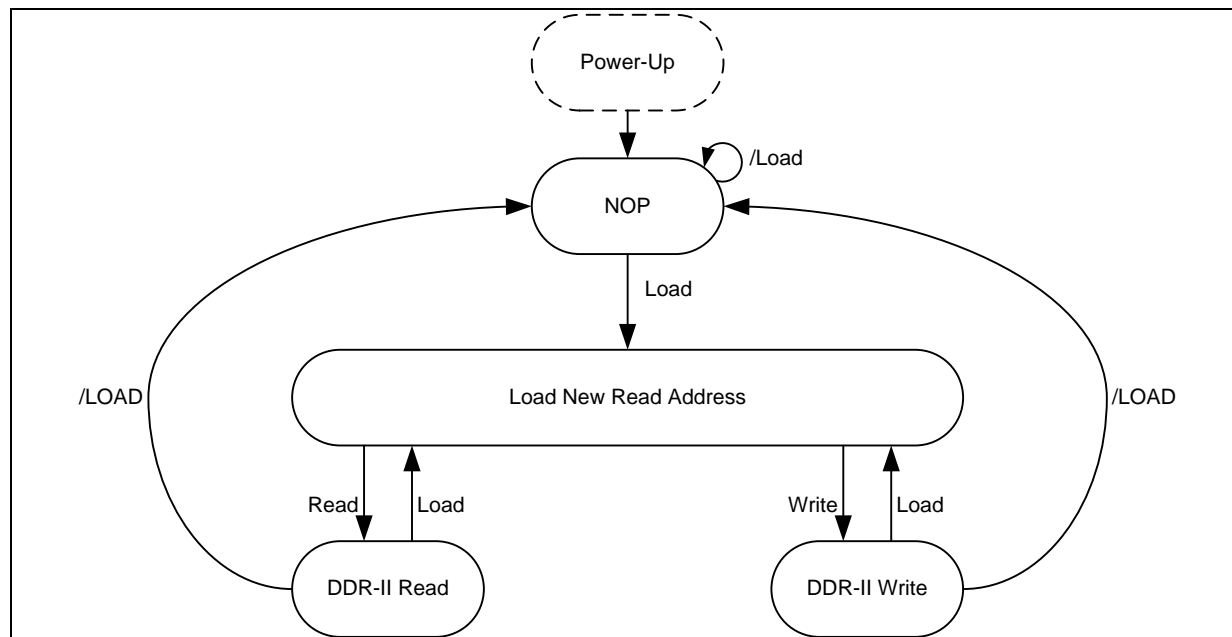 Power-Up
/Load
NOP
Load
Load New Read Address
/LOAD
/LOAD
Read
Load
Write
Load
DDR-II Read
DDR-II Write